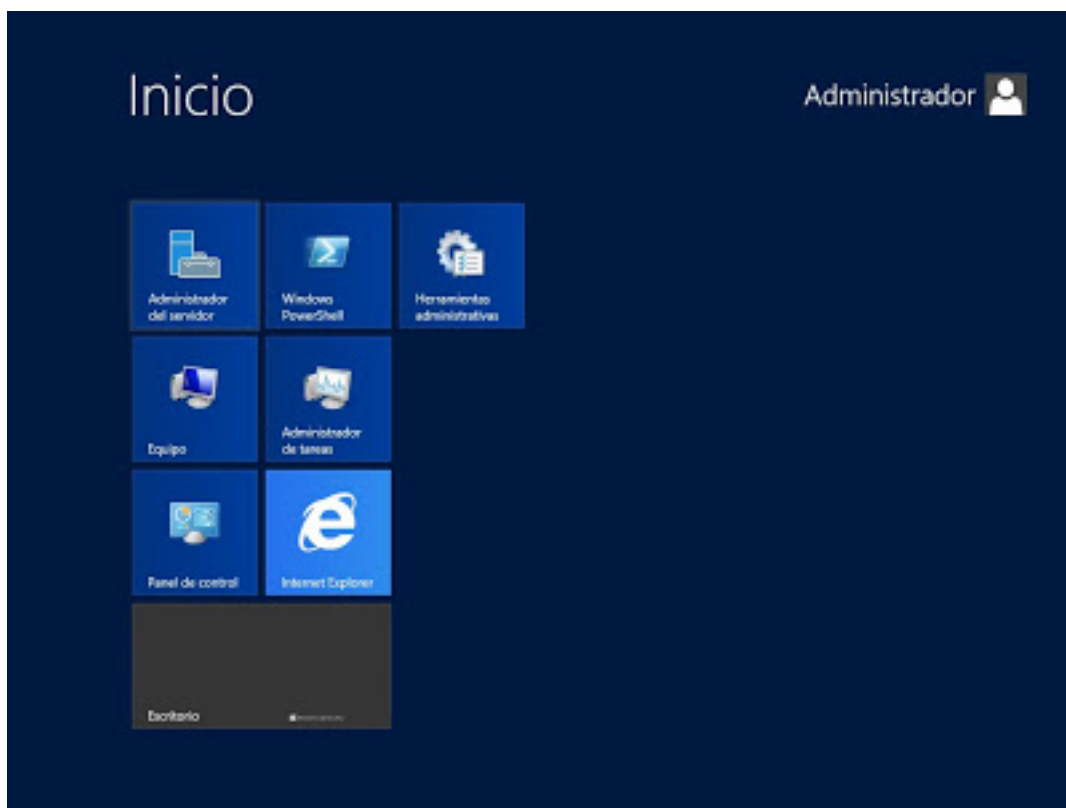 Inicio
Administrador
Administrador
del servidor
Windows
PowerShell
Herramientas
administrativas
Equipo
Administrador
de tareas
Panel de control
Internet Explorer
Escritorio